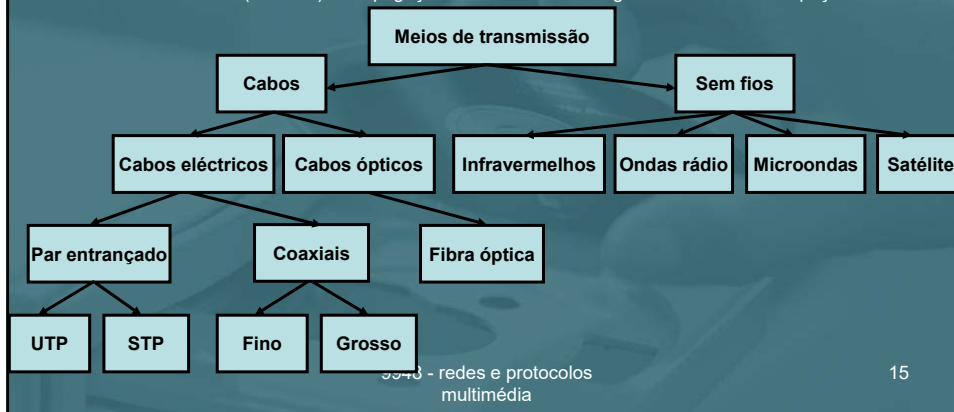 Meios de transmissão
Cabos
Sem fios
Cabos eléctricos
Cabos ópticos
Infravermelhos
Ondas rádio
Microondas
Satélite
Par entrançado
Coaxiais
Fibra óptica
UTP
STP
Fino
Grosso
9948 - redes e protocolos
multimédia
15